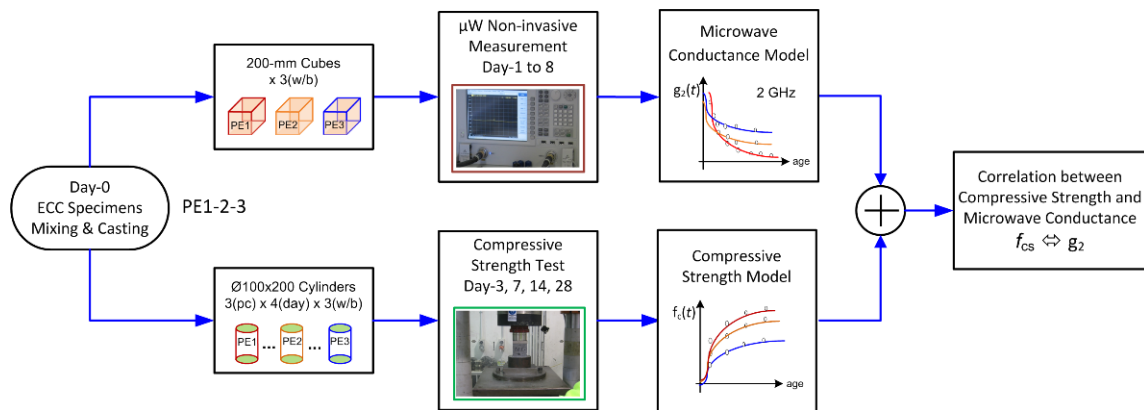 Day-0
ECC Specimens
Mixing & Casting
PE1-2-3
200-mm Cubes
x 3(w/b)
PE1
PE2
PE3
µW Non-invasive
Measurement
Day-1 to 8
Microwave
Conductance Model
g₂(t)
2 GHz
age
Ø100x200 Cylinders
3(pc) x 4(day) x 3(w/b)
PE1 ... PE2 ... PE3
Compressive
Strength Test
Day-3, 7, 14, 28
Compressive
Strength Model
f꜀(t)
age
Correlation between
Compressive Strength and
Microwave Conductance
fcs ⇔ g₂